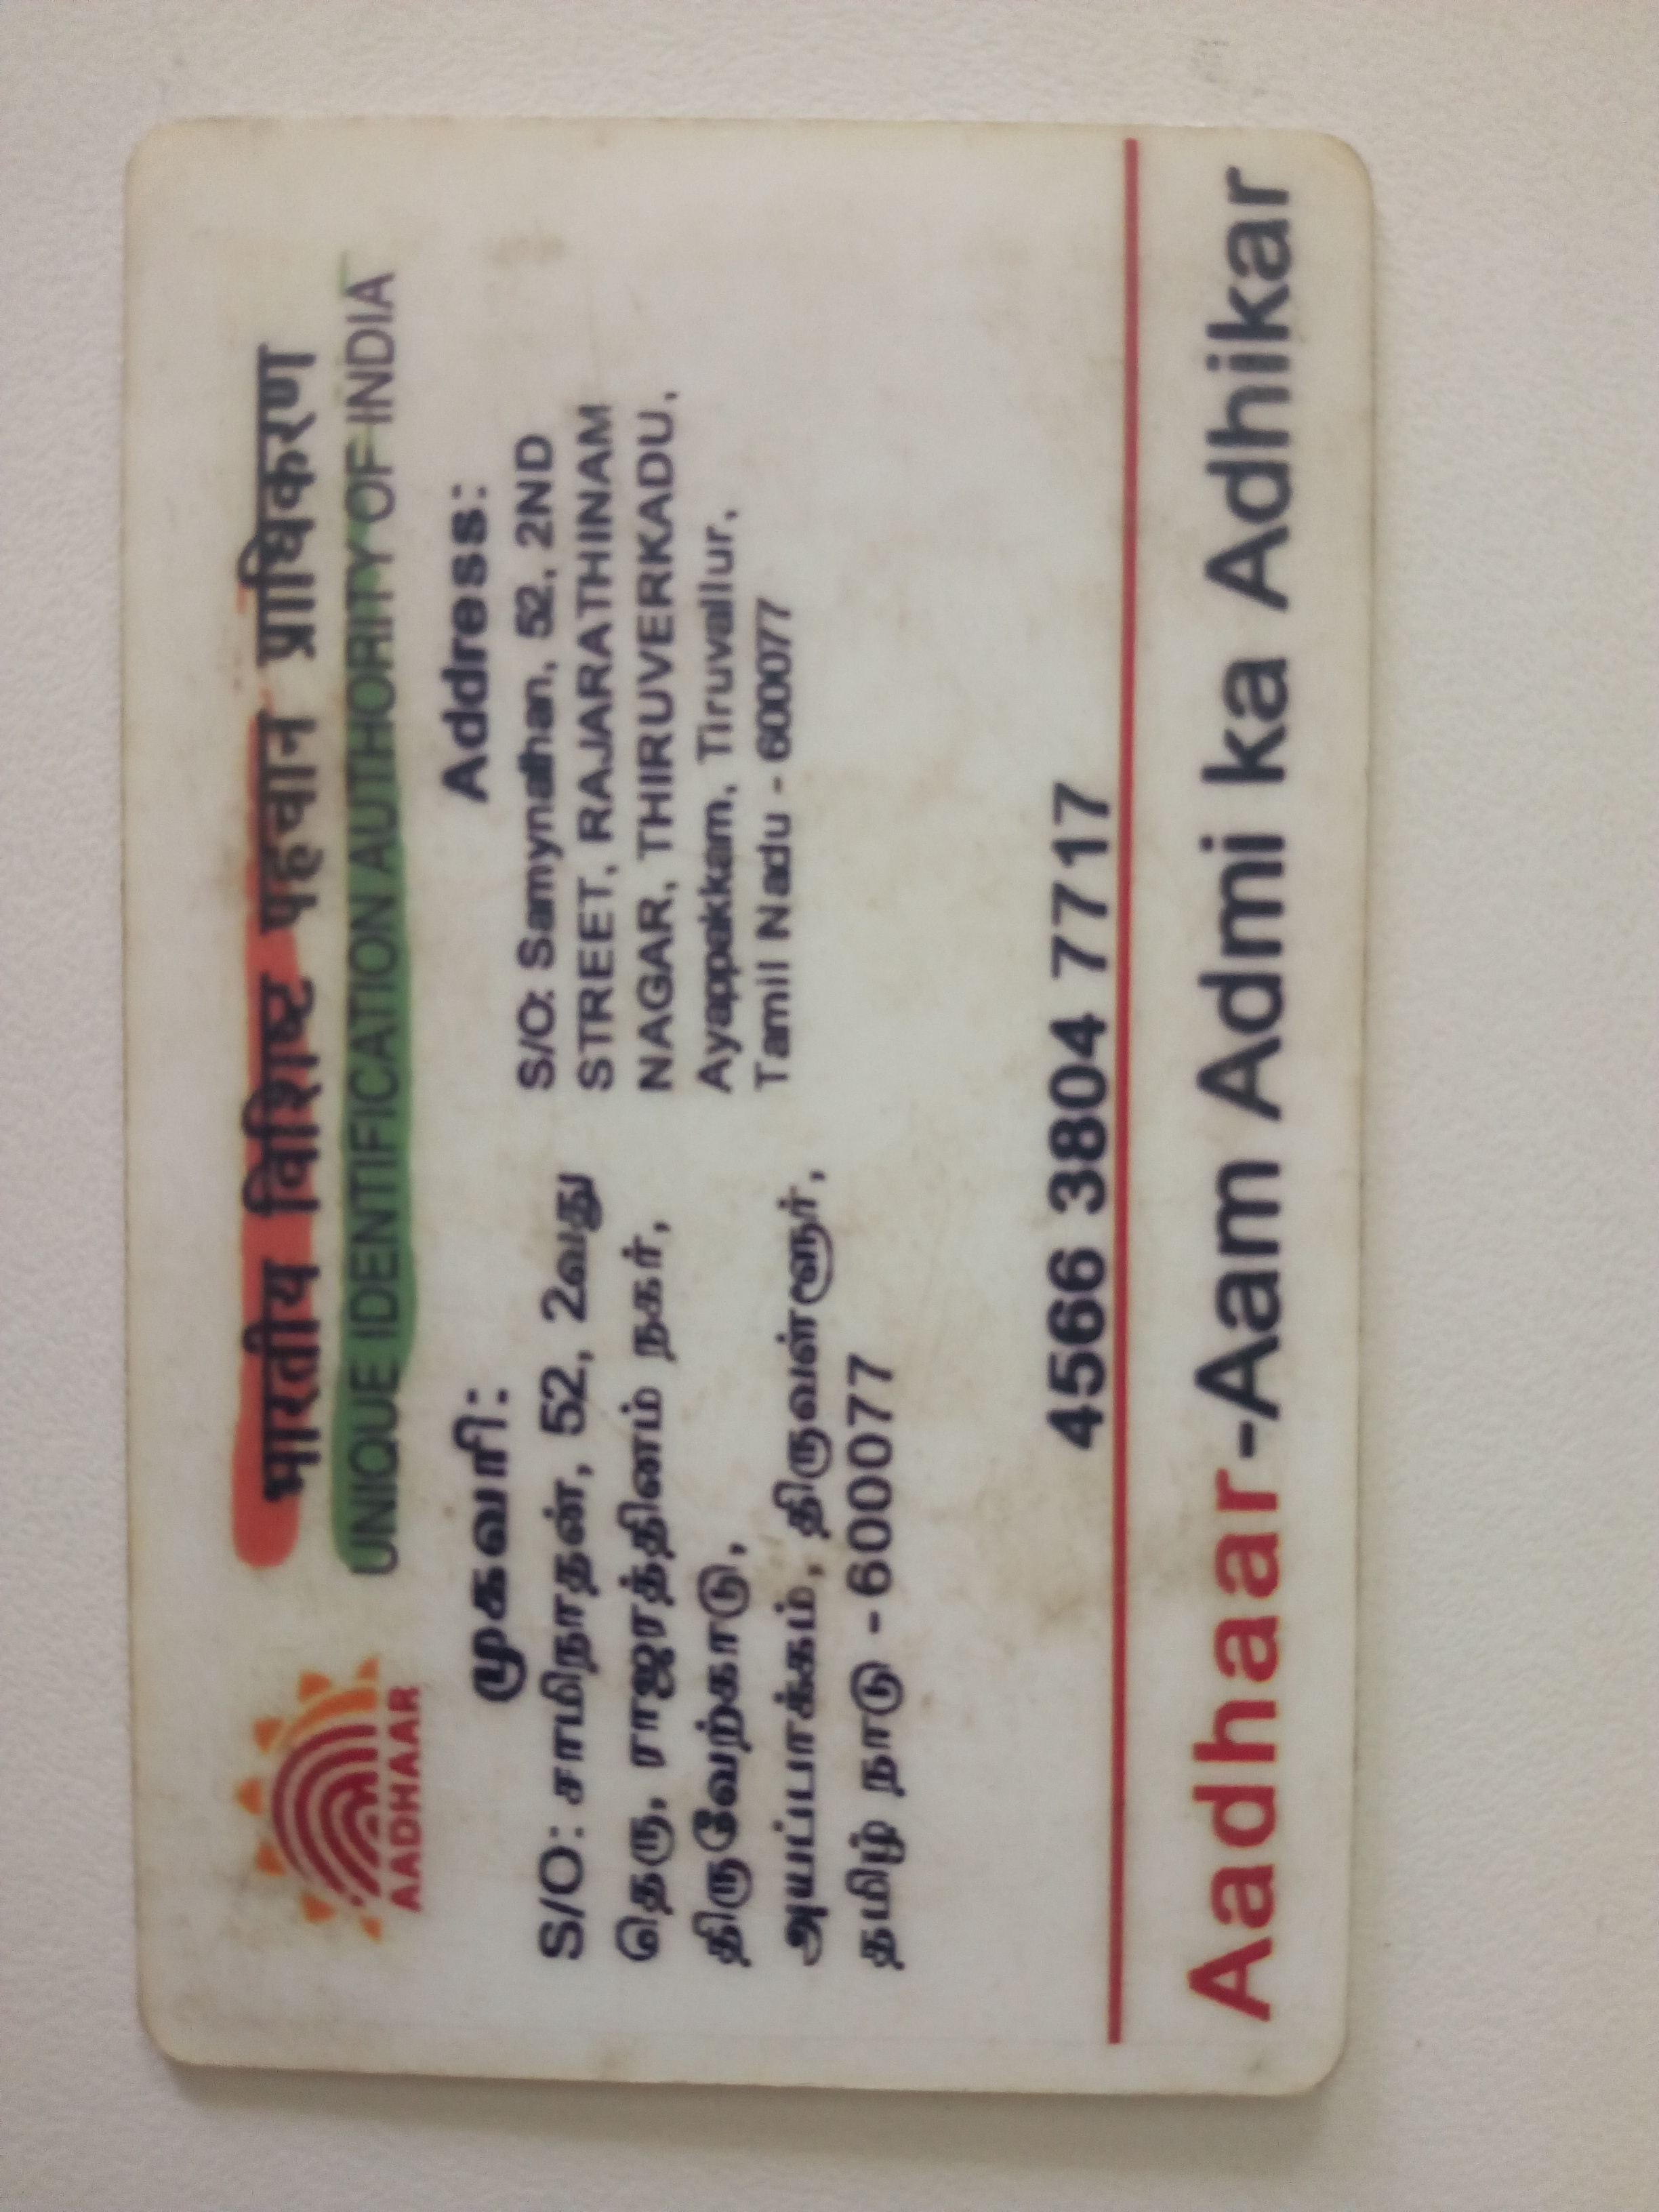 भारतीय विशिष्ट पहचान प्राधिकरण
UNIQUE IDENTIFICATION AUTHORITY OF INDIA
AADHAAR
முகவரி:
S/O: சாமிநாதன், 52, 2வது
தெரு, ராஜரத்தினம் நகர்,
திருவேற்காடு,
அயப்பாக்கம், திருவள்ளூர்,
தமிழ் நாடு - 600077
Address:
S/O: Samynathan, 52, 2ND
STREET, RAJARATHINAM
NAGAR, THIRUVERKADU,
Ayappakkam, Tiruvallur,
Tamil Nadu - 600077
4566 3804 7717
Aadhaar-Aam Admi ka Adhikar